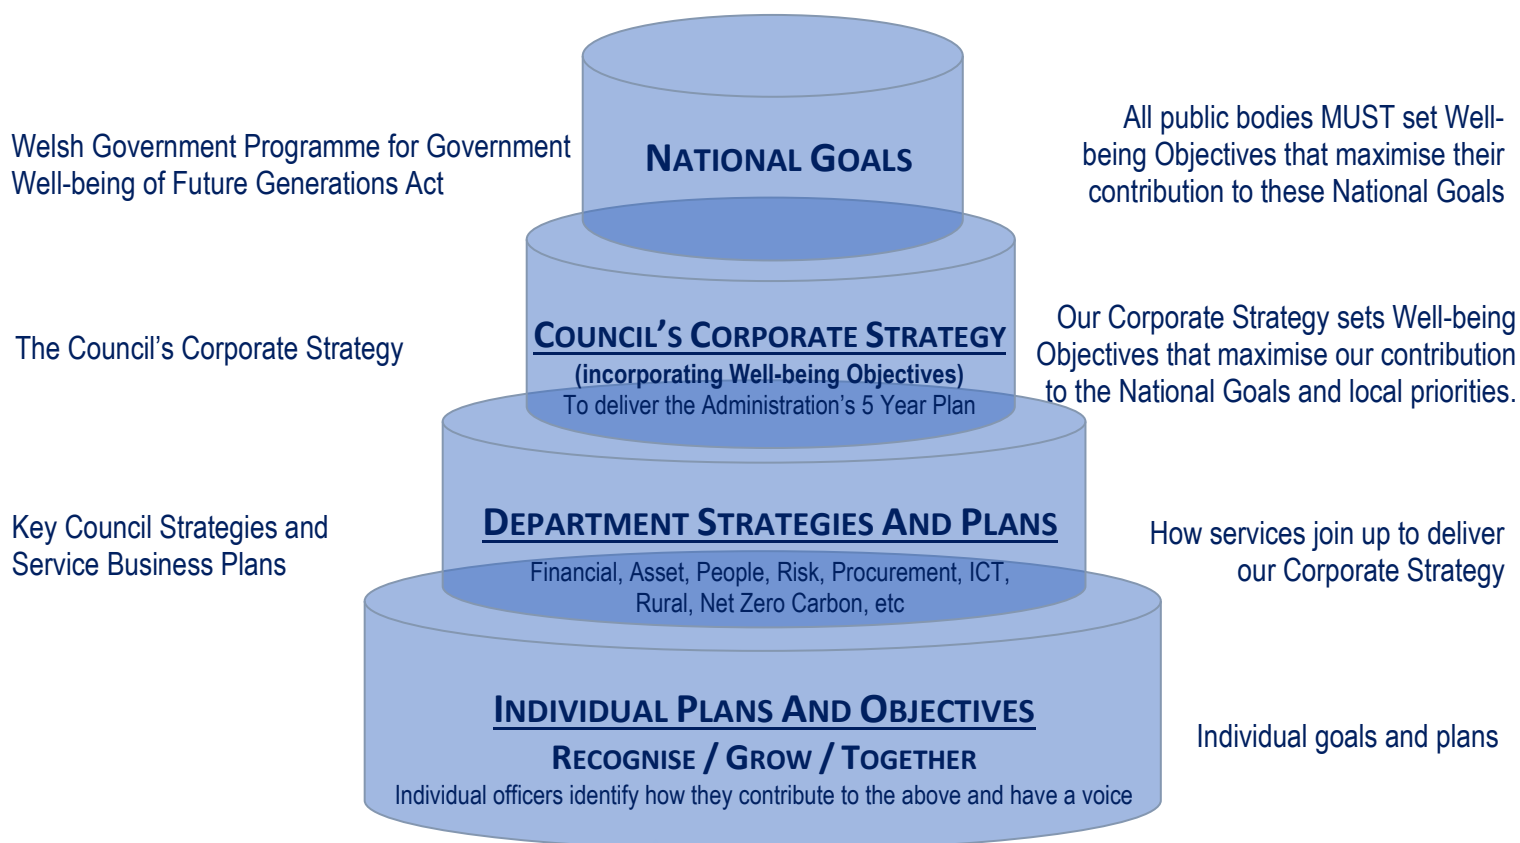 Welsh Government Programme for Government
Well-being of Future Generations Act
NATIONAL GOALS
All public bodies MUST set Well-
being Objectives that maximise their
contribution to these National Goals
The Council’s Corporate Strategy
COUNCIL’S CORPORATE STRATEGY
(incorporating Well-being Objectives)
To deliver the Administration’s 5 Year Plan
Our Corporate Strategy sets Well-being
Objectives that maximise our contribution
to the National Goals and local priorities.
Key Council Strategies and
Service Business Plans
DEPARTMENT STRATEGIES AND PLANS
Financial, Asset, People, Risk, Procurement, ICT,
Rural, Net Zero Carbon, etc
How services join up to deliver
our Corporate Strategy
INDIVIDUAL PLANS AND OBJECTIVES
RECOGNISE / GROW / TOGETHER
Individual officers identify how they contribute to the above and have a voice
Individual goals and plans